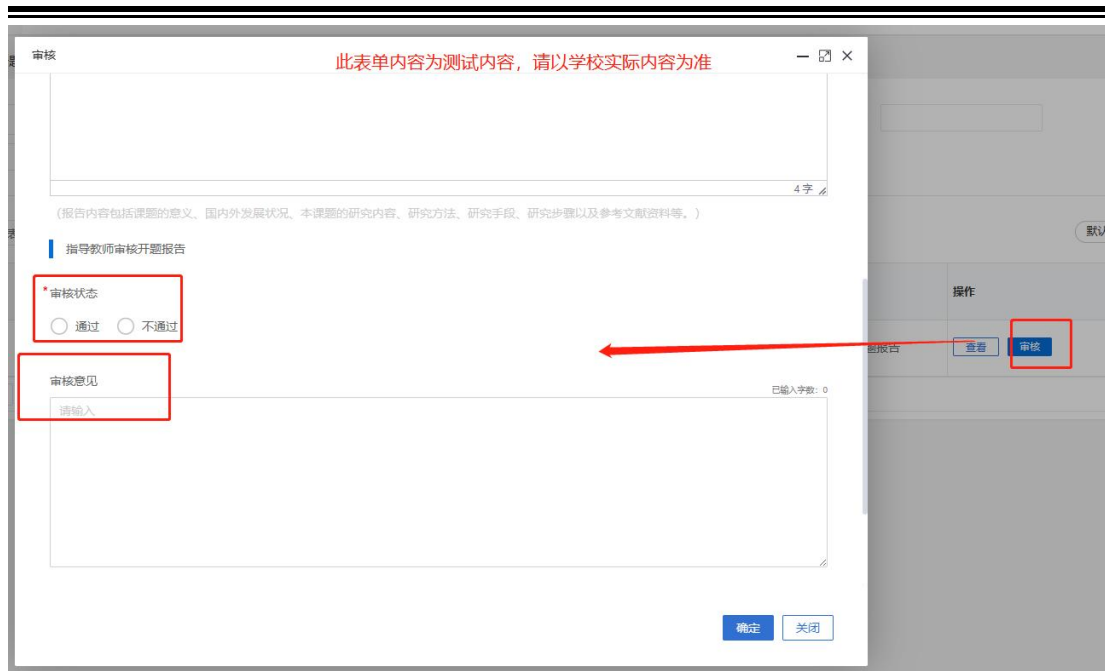 审核
此表单内容为测试内容，请以学校实际内容为准
4 字
（报告内容包括课题的意义、国内外发展状况、本课题的研究内容、研究方法、研究手段、研究步骤以及参考文献资料等。）
指导教师审核开题报告
默认
*审核状态
操作
通过 不通过
题报告 查看 审核
审核意见
已输入字数：0
请输入
确定 关闭